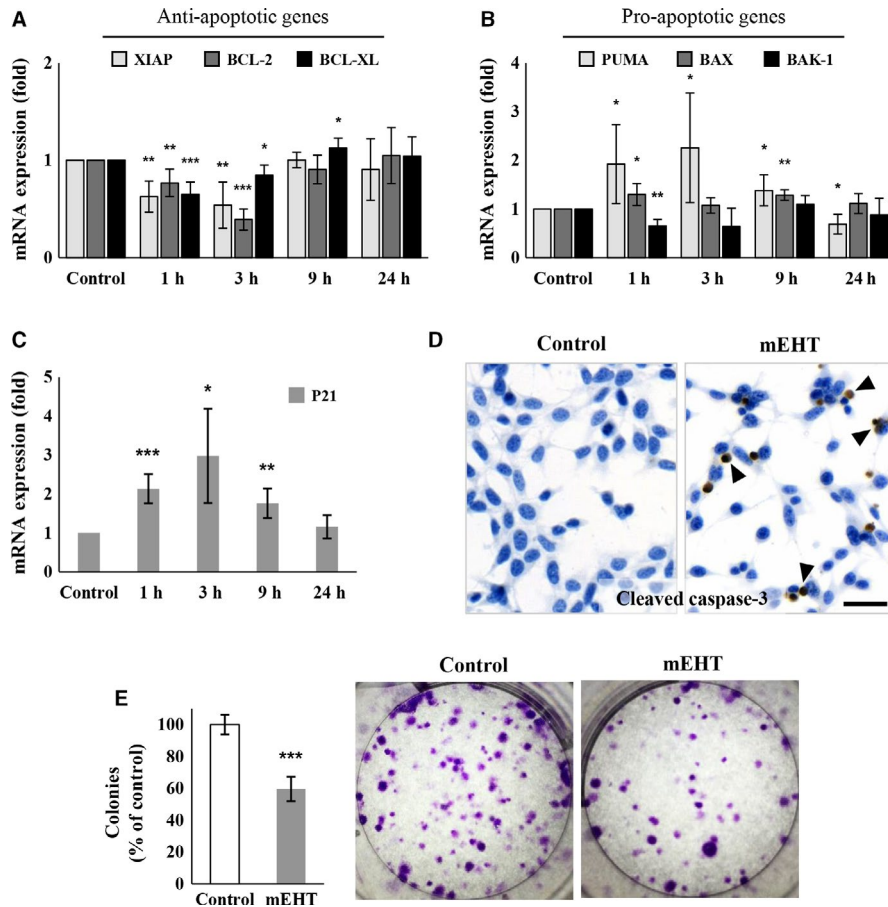 A
Anti-apoptotic genes
XIAP BCL-2 BCL-XL
mRNA expression (fold)
2
1
0
** ** *** ** *** * *
Control 1 h 3 h 9 h 24 h
B
Pro-apoptotic genes
PUMA BAX BAK-1
mRNA expression (fold)
4
3
2
1
0
* * ** * * ** *
Control 1 h 3 h 9 h 24 h
C
mRNA expression (fold)
5
4
3
2
1
0
P21
*** * **
Control 1 h 3 h 9 h 24 h
D
Control mEHT
Cleaved caspase-3
E
Colonies
(% of control)
100
80
60
40
20
0
***
Control mEHT
Control mEHT